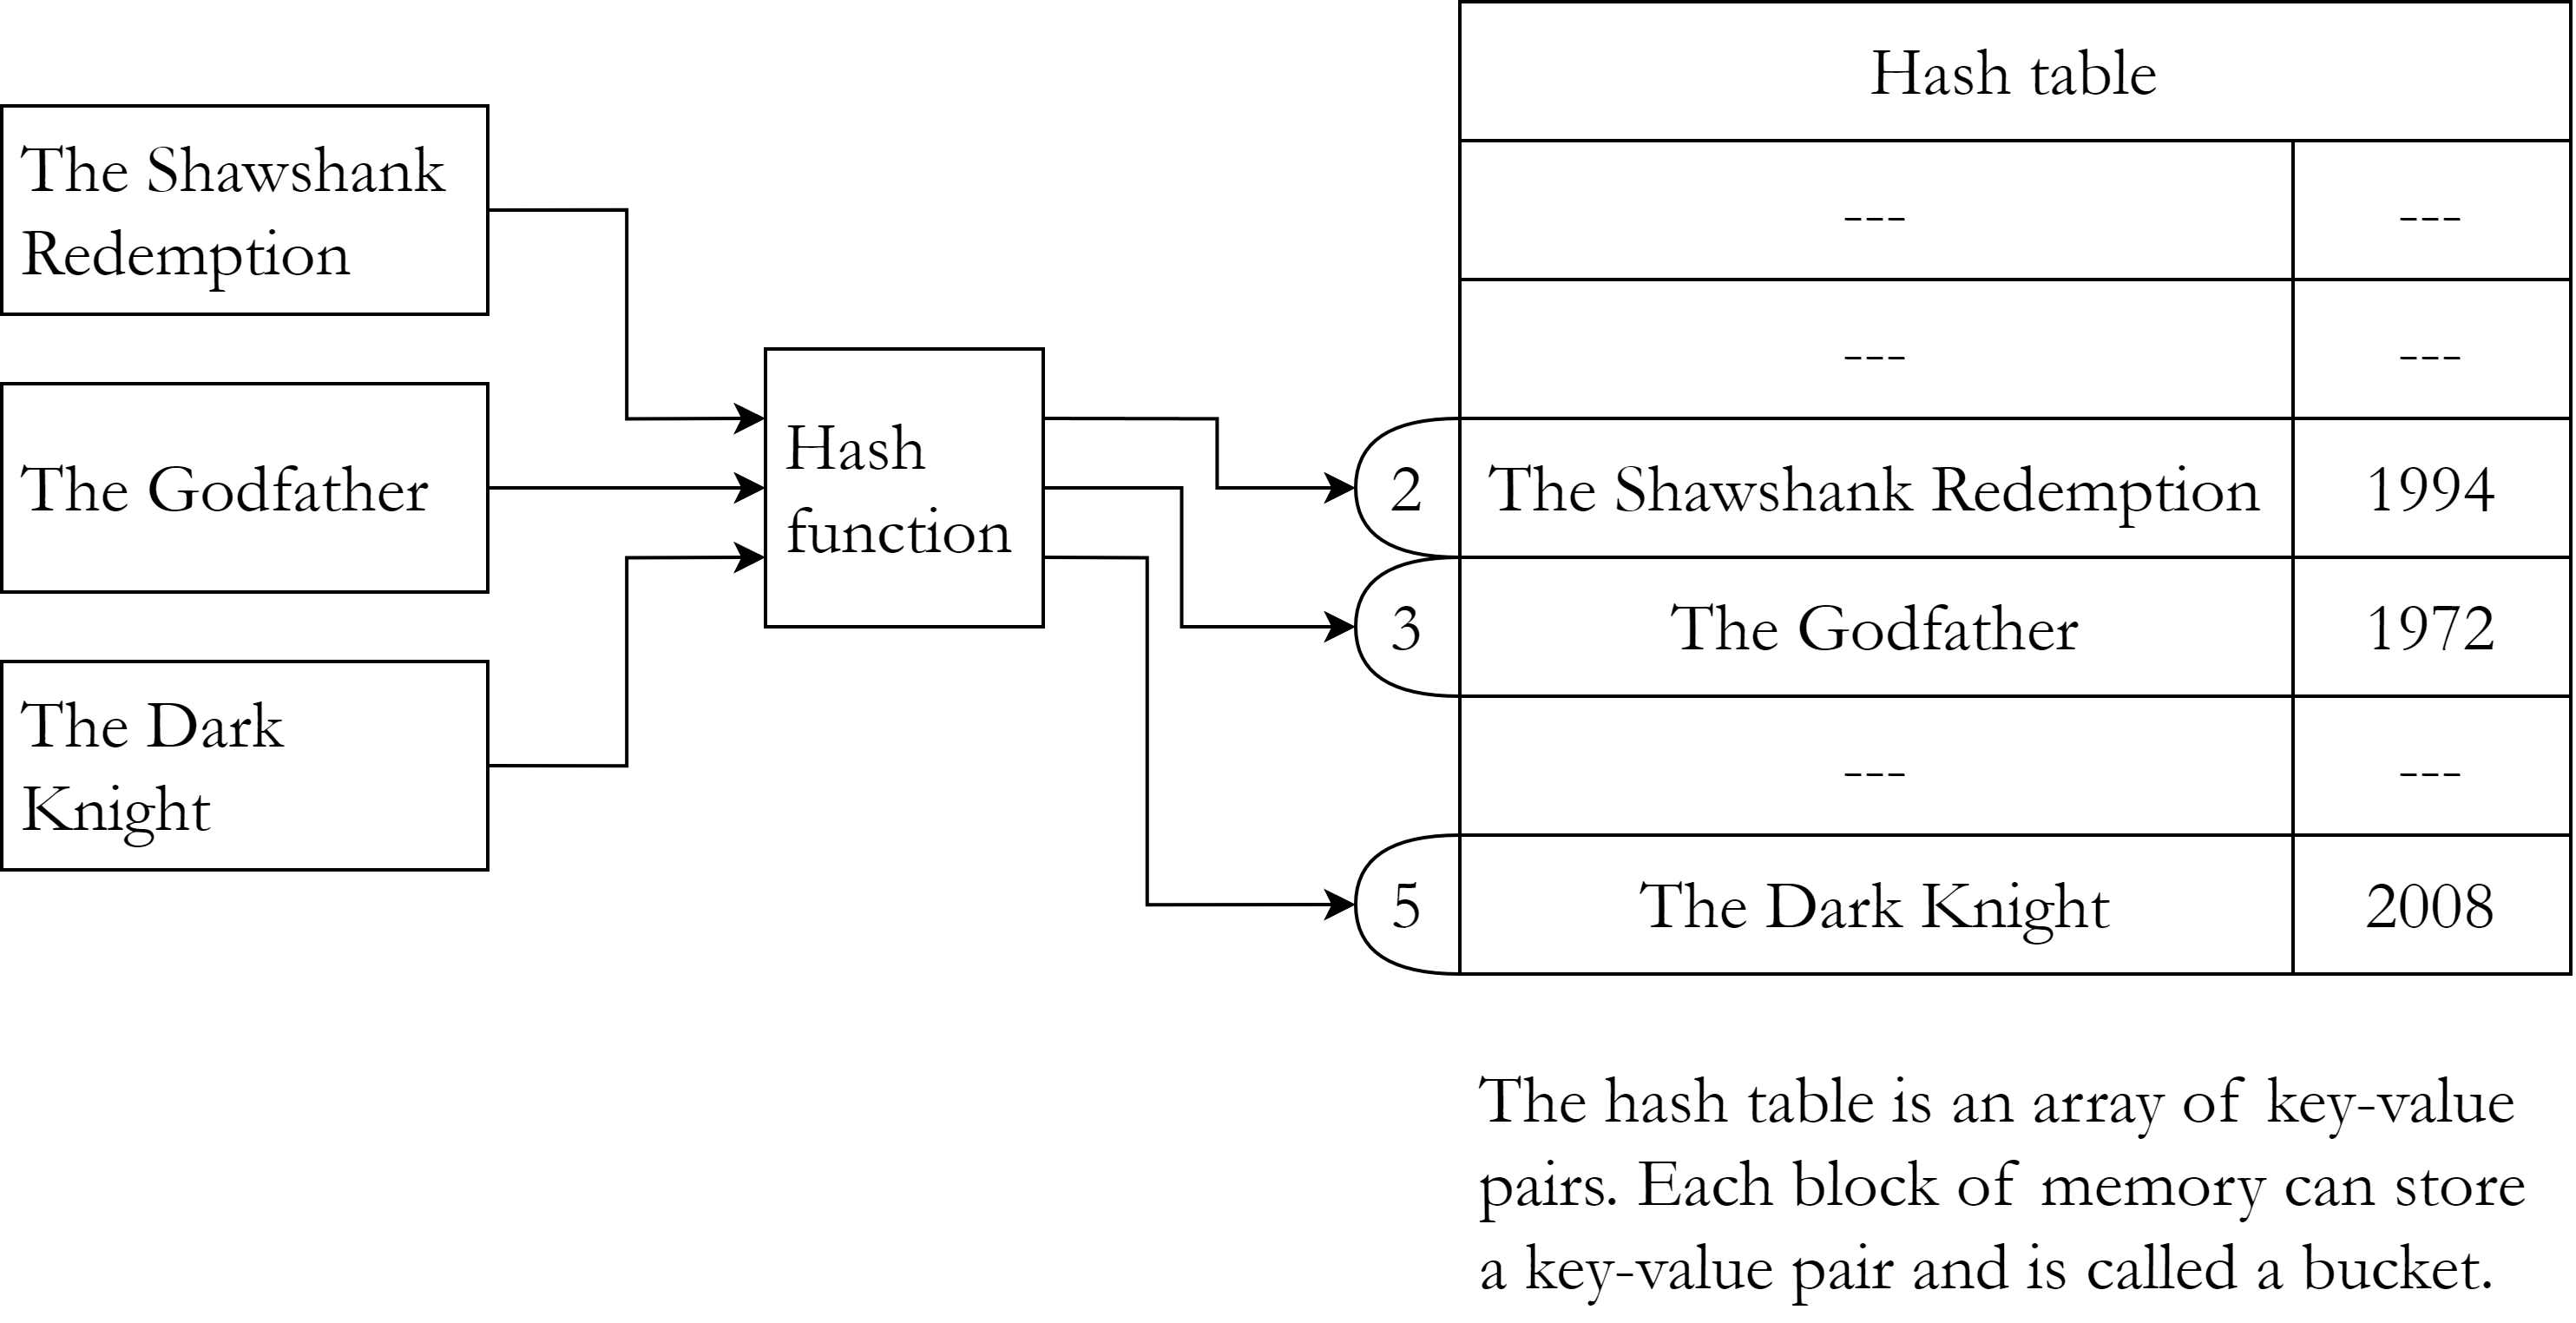 The Shawshank
Redemption
The Godfather
The Dark
Knight
Hash
function
Hash table
--- ---
--- ---
2 The Shawshank Redemption 1994
3 The Godfather 1972
--- ---
5 The Dark Knight 2008
The hash table is an array of key-value
pairs. Each block of memory can store
a key-value pair and is called a bucket.